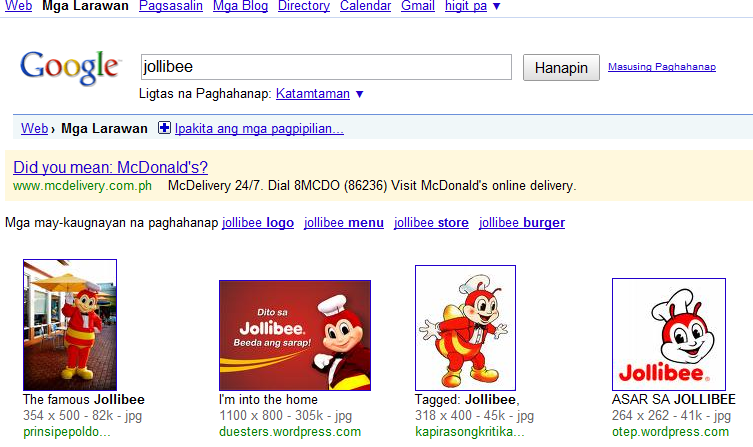 Web Mga Larawan Pagsasalin Mga Blog Directory Calendar Gmail higit pa ▼
Google jollibee Hanapin Masusing Paghahanap
Ligtas na Paghahanap: Katamtaman ▼
Web › Mga Larawan Ipakita ang mga pagpipilian...
Did you mean: McDonald's?
www.mcdelivery.com.ph McDelivery 24/7. Dial 8MCDO (86236) Visit McDonald's online delivery.
Mga may-kaugnayan na paghahanap jollibee logo jollibee menu jollibee store jollibee burger
Dito sa
Jollibee.
Beeda ang sarap!
Jollibee®
The famous Jollibee
354 x 500 - 82k - jpg
prinsipepoldo...
I'm into the home
1100 x 800 - 305k - jpg
duesters.wordpress.com
Tagged: Jollibee,
318 x 400 - 45k - jpg
kapirasongkritika...
ASAR SA JOLLIBEE
264 x 262 - 41k - jpg
otep.wordpress.com